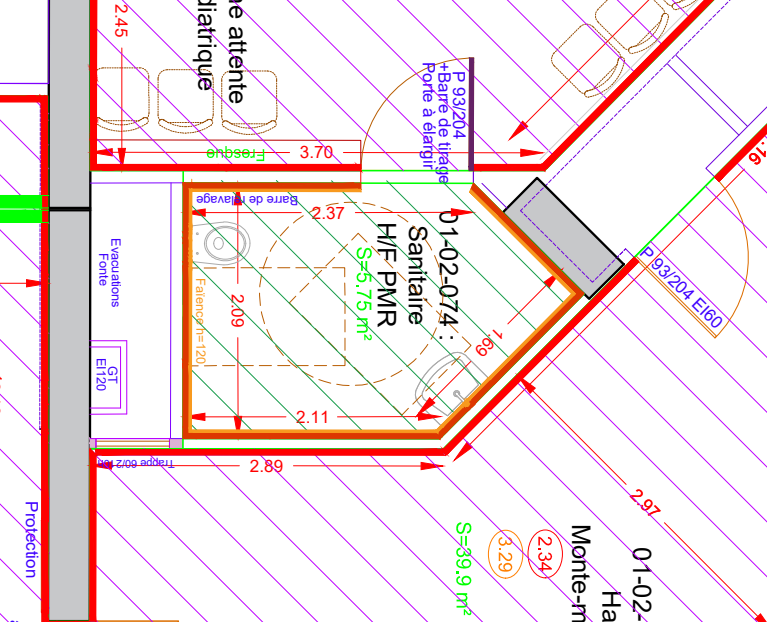 2.45
e attente
diatrique
Fresque
3.70
P 93/204
+Barre de tirage
Porte à élargir
.16
Barre de relavage
2.37
01-02-074 :
Sanitaire
H/F PMR
S=5.75 m²
Evacuations
Fonte
Faïence h=120
2.09
1.69
P 93/204 EI60
GT
EI120
2.11
Trappe 60/210h
2.89
2.97
Protection
01-02-
Ha
Monte-m
2.34
3.29
S=39.9 m²